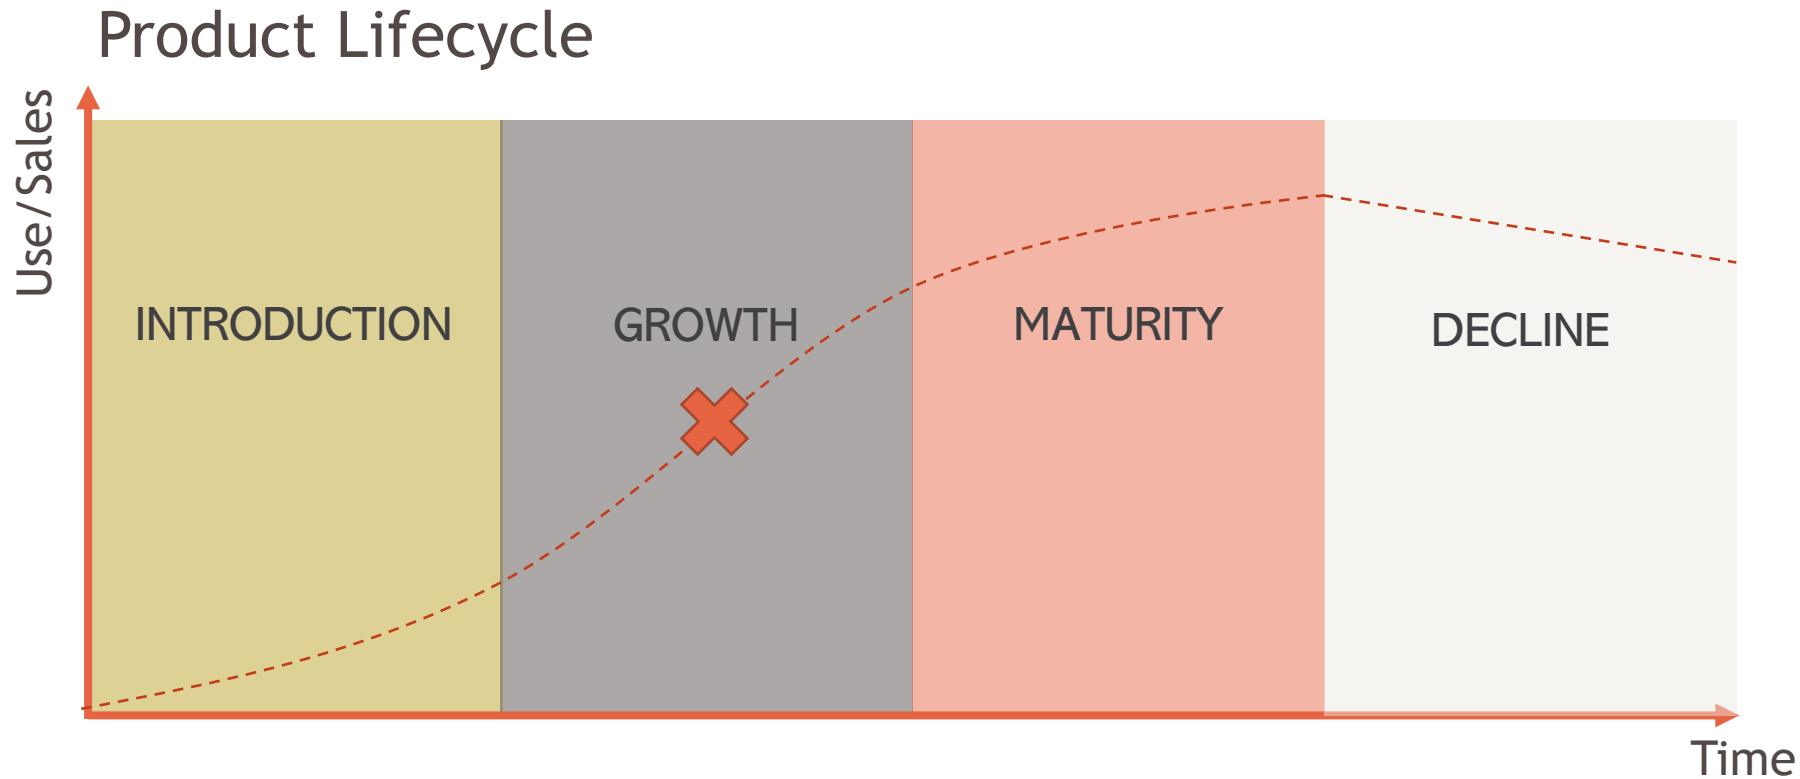 Product Lifecycle
Use/Sales
INTRODUCTION
GROWTH
MATURITY
DECLINE
Time